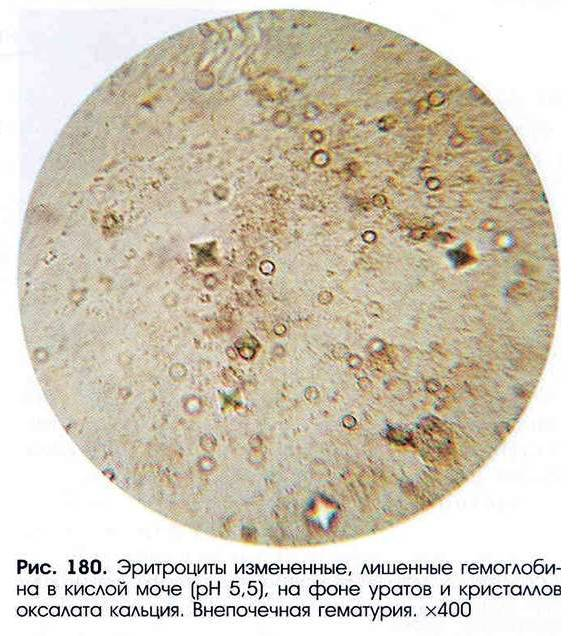 Рис. 180. Эритроциты измененные, лишенные гемоглоби-
на в кислой моче (рН 5,5), на фоне уратов и кристаллов
оксалата кальция. Внепочечная гематурия. ×400